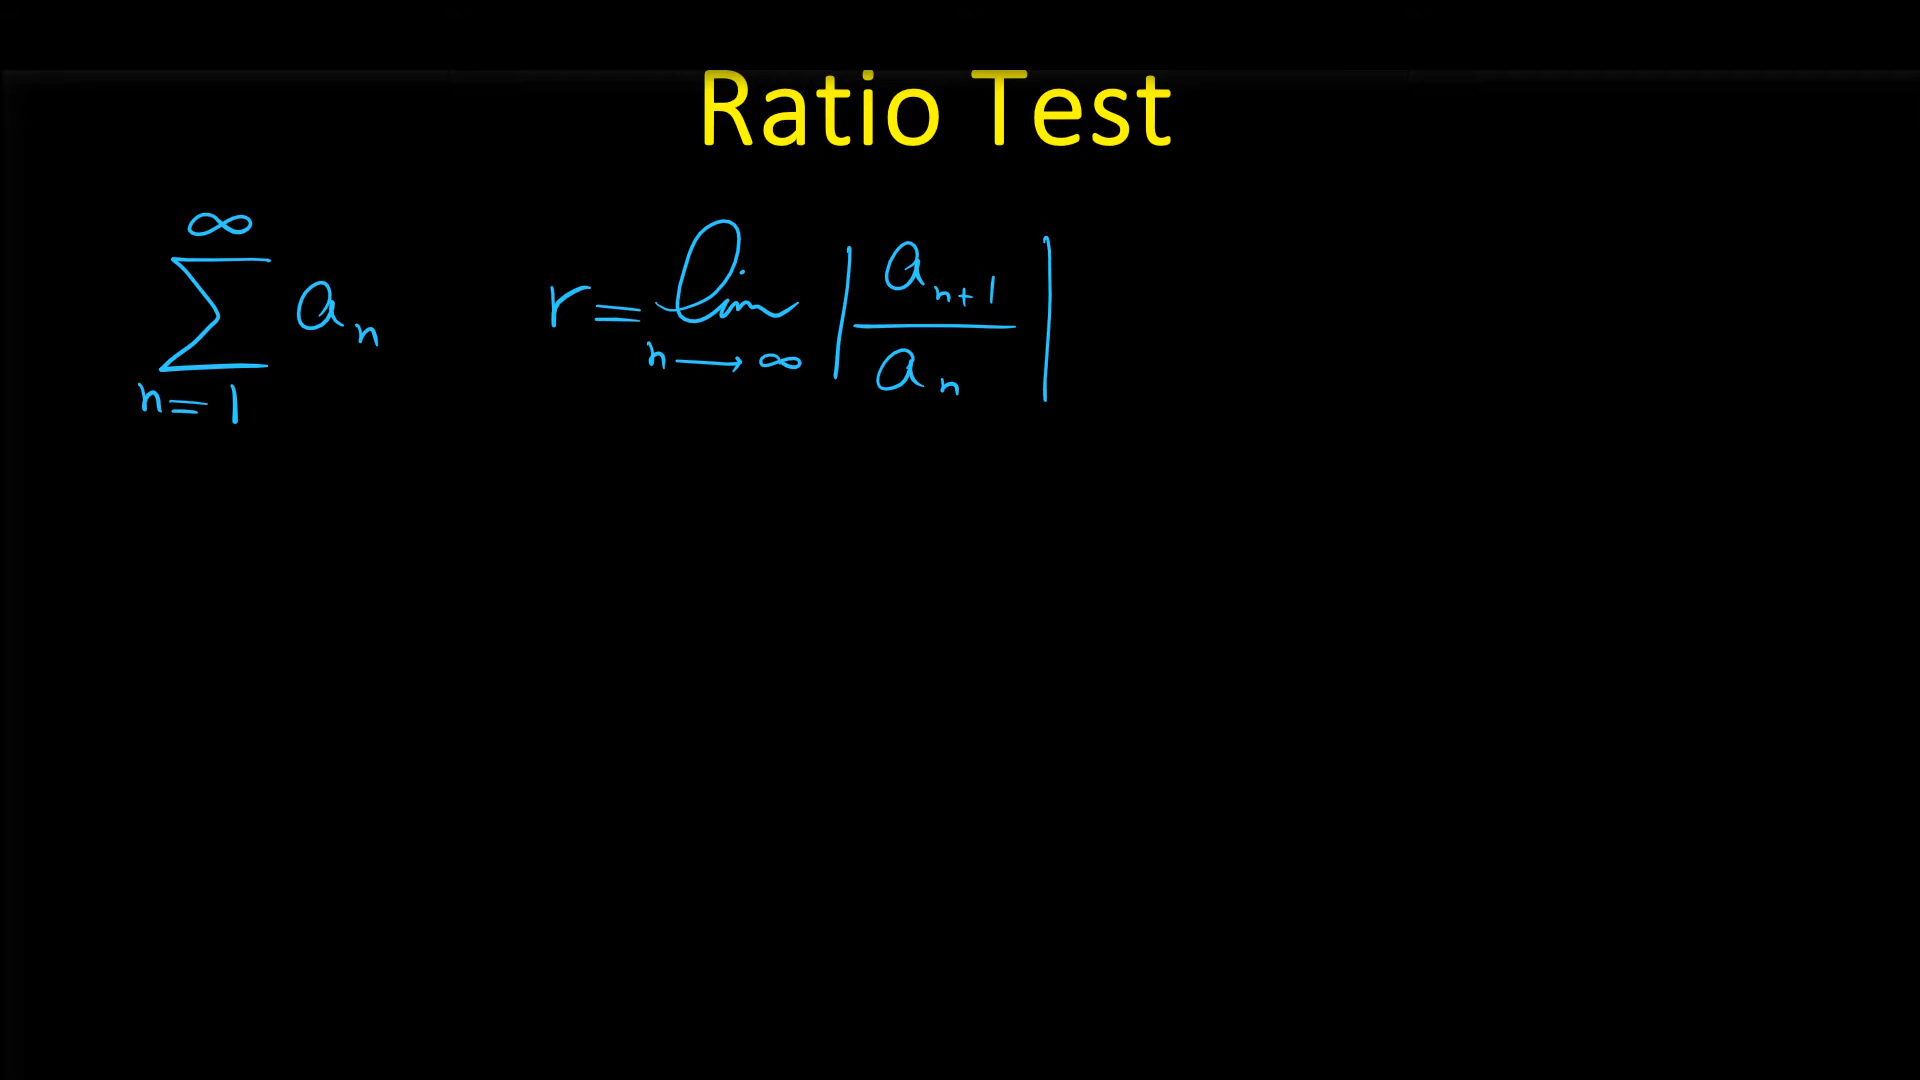 Ratio Test
∞
∑ aₙ r = lim | aₙ₊₁ / aₙ |
n=1 n → ∞